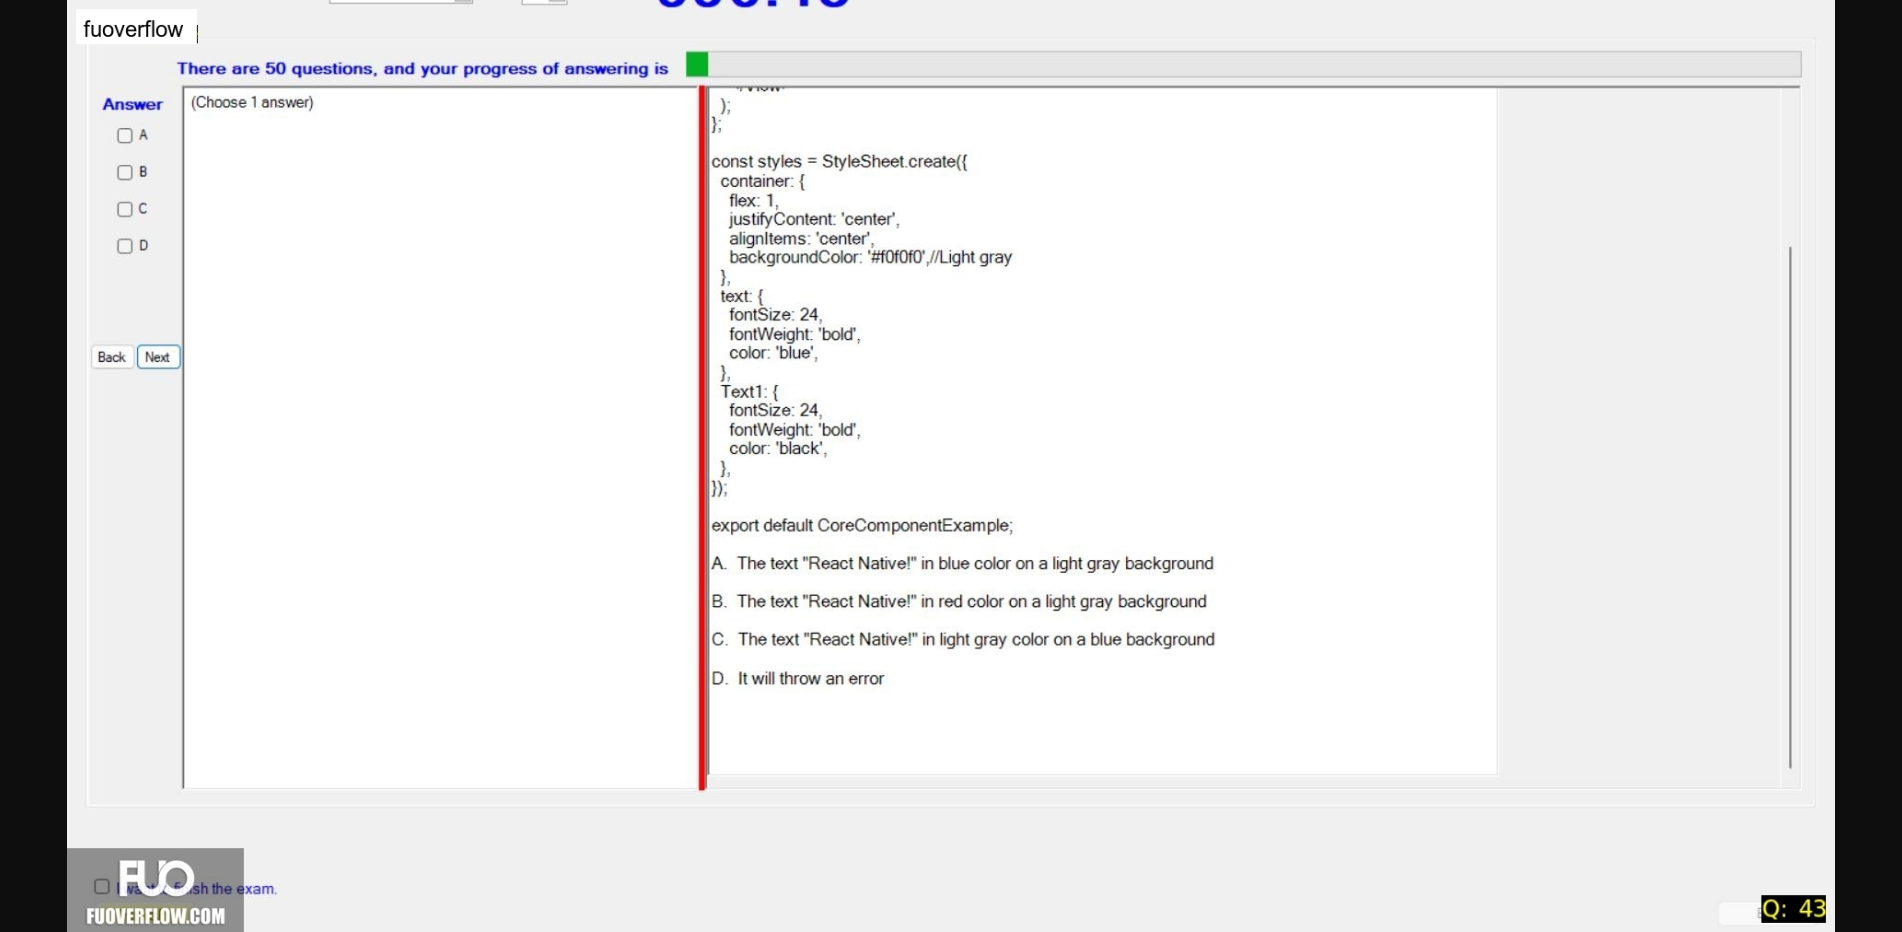 fuoverflow
There are 50 questions, and your progress of answering is
Answer
(Choose 1 answer)
A
B
C
D
Back
Next
);
};
const styles = StyleSheet.create({
container: {
flex: 1,
justifyContent: 'center',
alignItems: 'center',
backgroundColor: '#f0f0f0',//Light gray
},
text: {
fontSize: 24,
fontWeight: 'bold',
color: 'blue',
},
Text1: {
fontSize: 24,
fontWeight: 'bold',
color: 'black',
},
});
export default CoreComponentExample;
A. The text "React Native!" in blue color on a light gray background
B. The text "React Native!" in red color on a light gray background
C. The text "React Native!" in light gray color on a blue background
D. It will throw an error
FUO
the exam.
FUOVERFLOW.COM
Q: 43